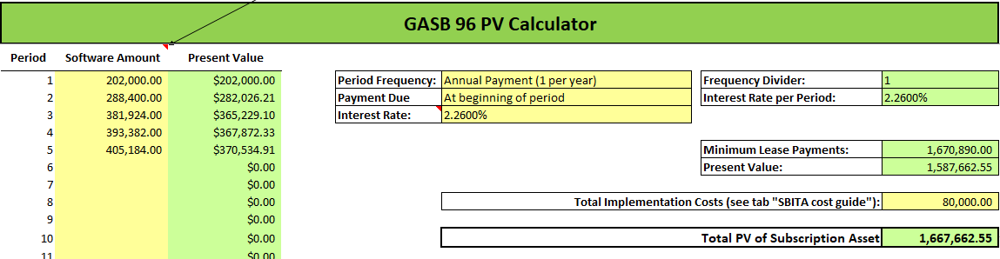 GASB 96 PV Calculator
Period Software Amount Present Value
1 202,000.00 $202,000.00 Period Frequency: Annual Payment (1 per year) Frequency Divider: 1
2 288,400.00 $282,026.21 Payment Due At beginning of period Interest Rate per Period: 2.2600%
3 381,924.00 $365,229.10 Interest Rate: 2.2600%
4 393,382.00 $367,872.33
5 405,184.00 $370,534.91 Minimum Lease Payments: 1,670,890.00
6 $0.00 Present Value: 1,587,662.55
7 $0.00
8 $0.00 Total Implementation Costs (see tab "SBITA cost guide"): 80,000.00
9 $0.00
10 $0.00 Total PV of Subscription Asset 1,667,662.55
11 $0.00